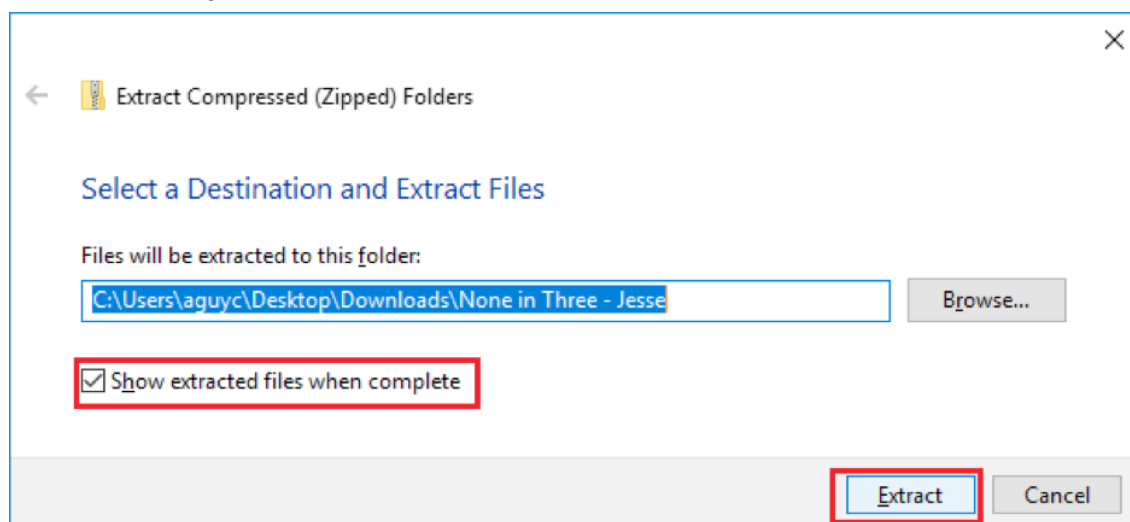 Extract Compressed (Zipped) Folders
Select a Destination and Extract Files
Files will be extracted to this folder:
C:\Users\aguyc\Desktop\Downloads\None in Three - Jesse
Browse...
Show extracted files when complete
Extract
Cancel